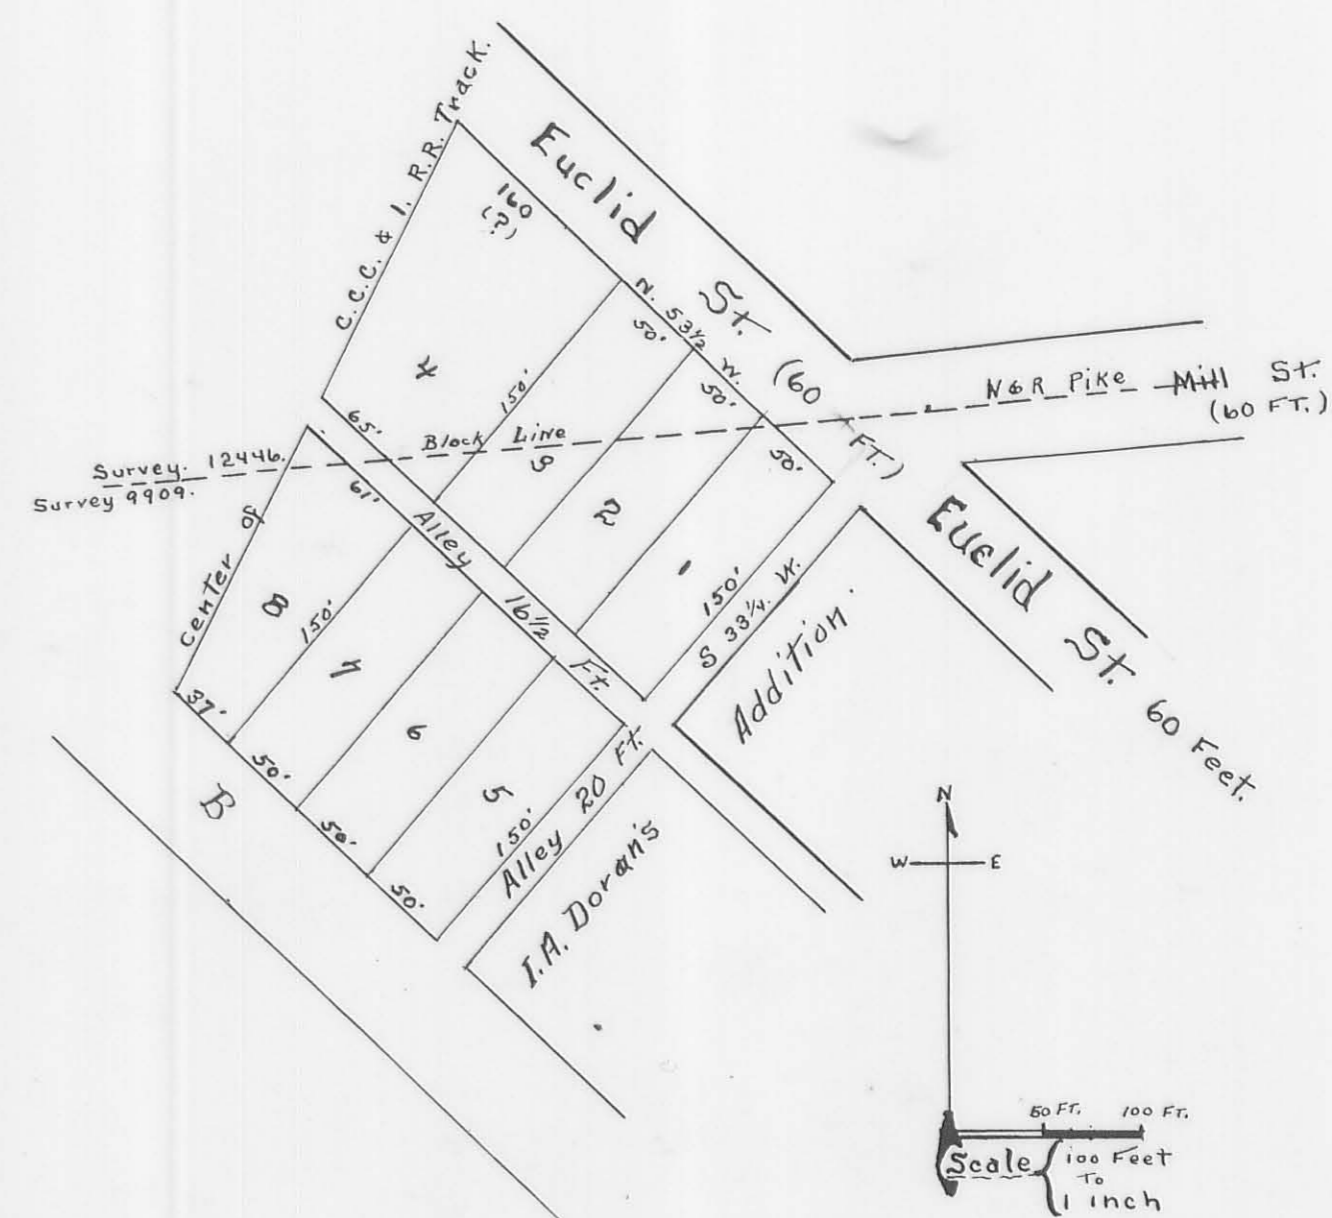 C.C.C. & I. R.R. Track.
Euclid St. (60 FT.)
160
(?)
N. 53½ W.
50'
50'
50'
4
150'
65'
3
2
1
150'
N&R Pike Mill St.
(60 FT.)
Block Line
Survey. 12446.
Survey 9909.
Euclid St. 60 Feet.
Center of
61'
Alley 16½ Ft.
S 33¼. W.
Addition.
8
150'
7
6
5
150'
37'
50'
50'
50'
Alley 20 Ft.
B
I.A. Doran's
N
W
E
50 FT.
100 FT.
Scale
100 Feet
To
1 inch